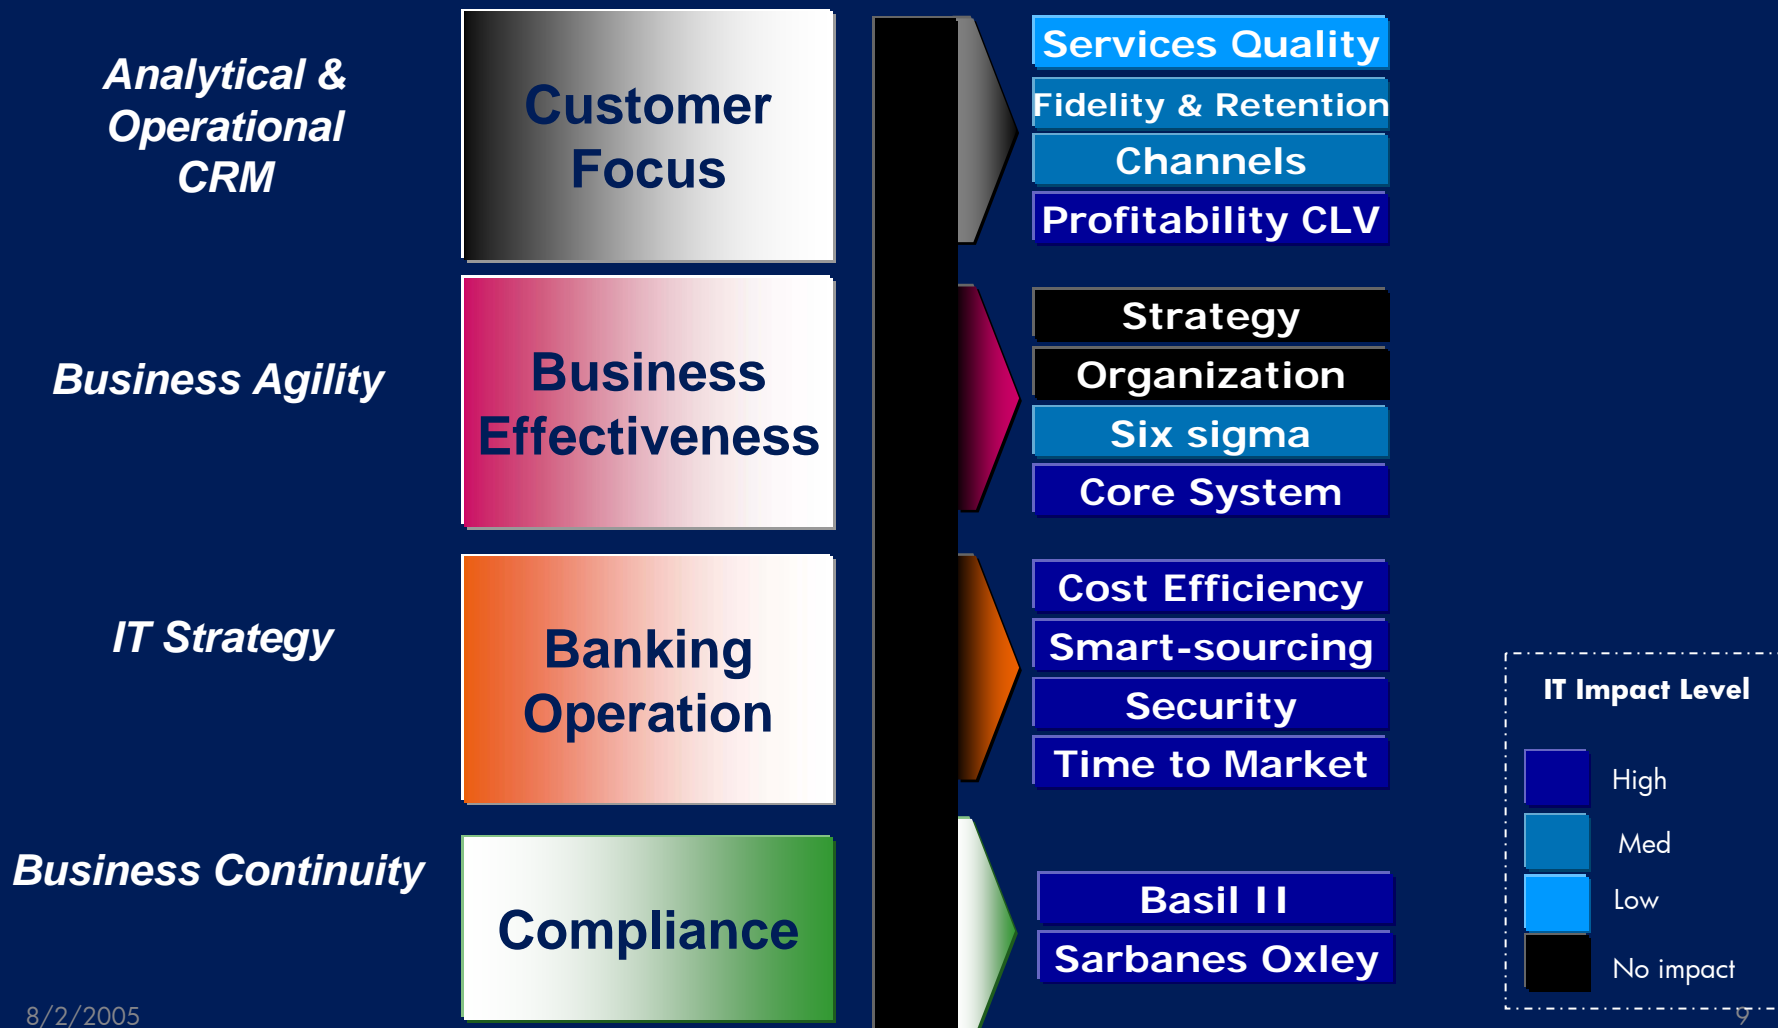 Analytical &
Operational
CRM
Customer
Focus
Services Quality
Fidelity & Retention
Channels
Profitability CLV
Business Agility
Business
Effectiveness
Strategy
Organization
Six sigma
Core System
IT Strategy
Banking
Operation
Cost Efficiency
Smart-sourcing
Security
Time to Market
Business Continuity
Compliance
Basil II
Sarbanes Oxley
IT Impact Level
High
Med
Low
No impact
8/2/2005
9